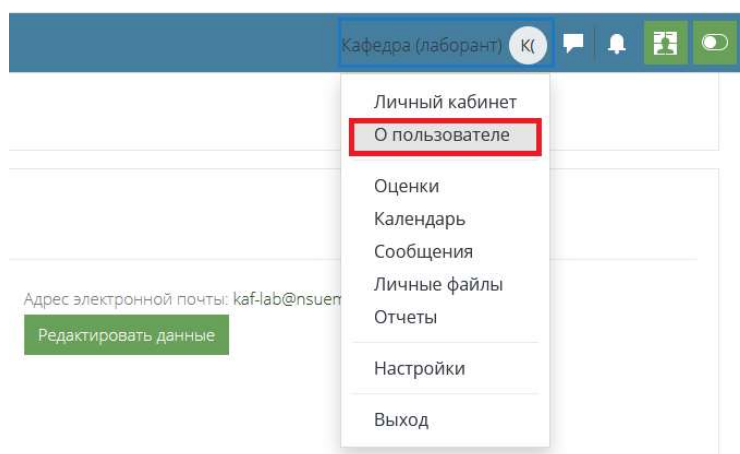 Кафедра (лаборант) К(
Личный кабинет
О пользователе
Оценки
Календарь
Сообщения
Личные файлы
Отчеты
Настройки
Выход
Адрес электронной почты: kaf-lab@nsuem
Редактировать данные